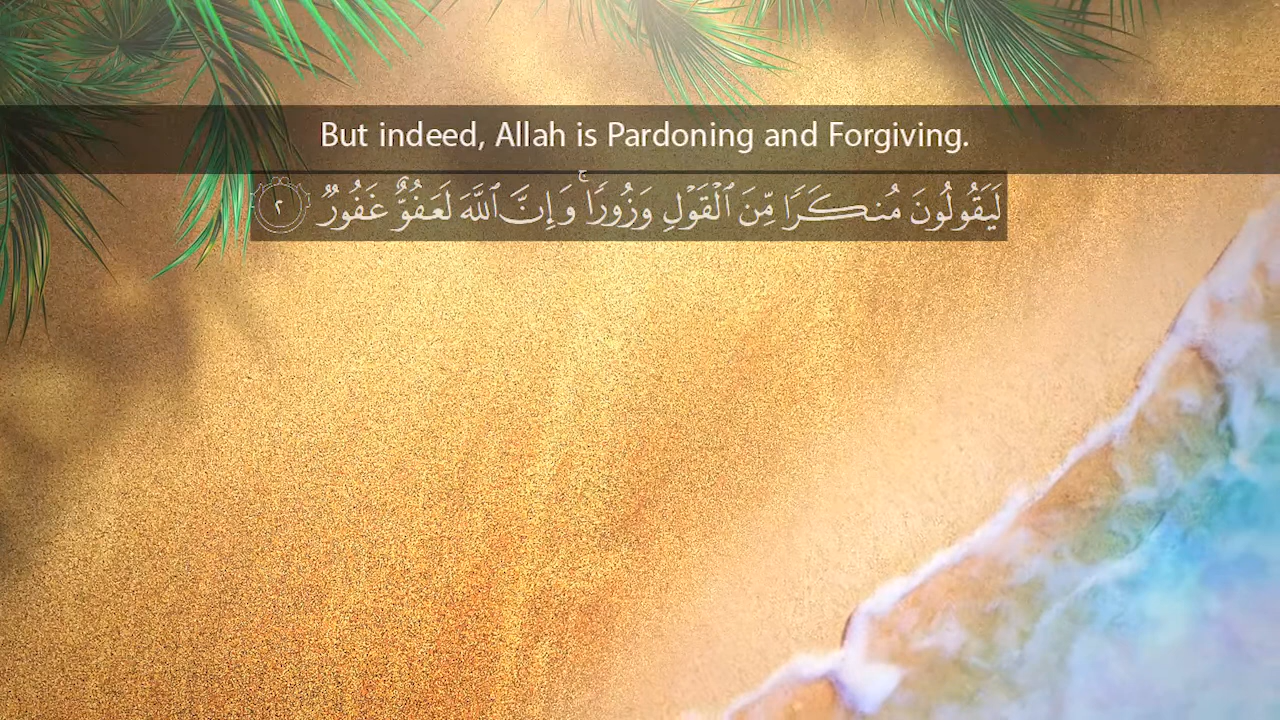 But indeed, Allah is Pardoning and Forgiving.
لَيَقُولُونَ مُنكَرًا مِّنَ ٱلْقَوْلِ وَزُورًا ۚ وَإِنَّ ٱللَّهَ لَعَفُوٌّ غَفُورٌ ٢